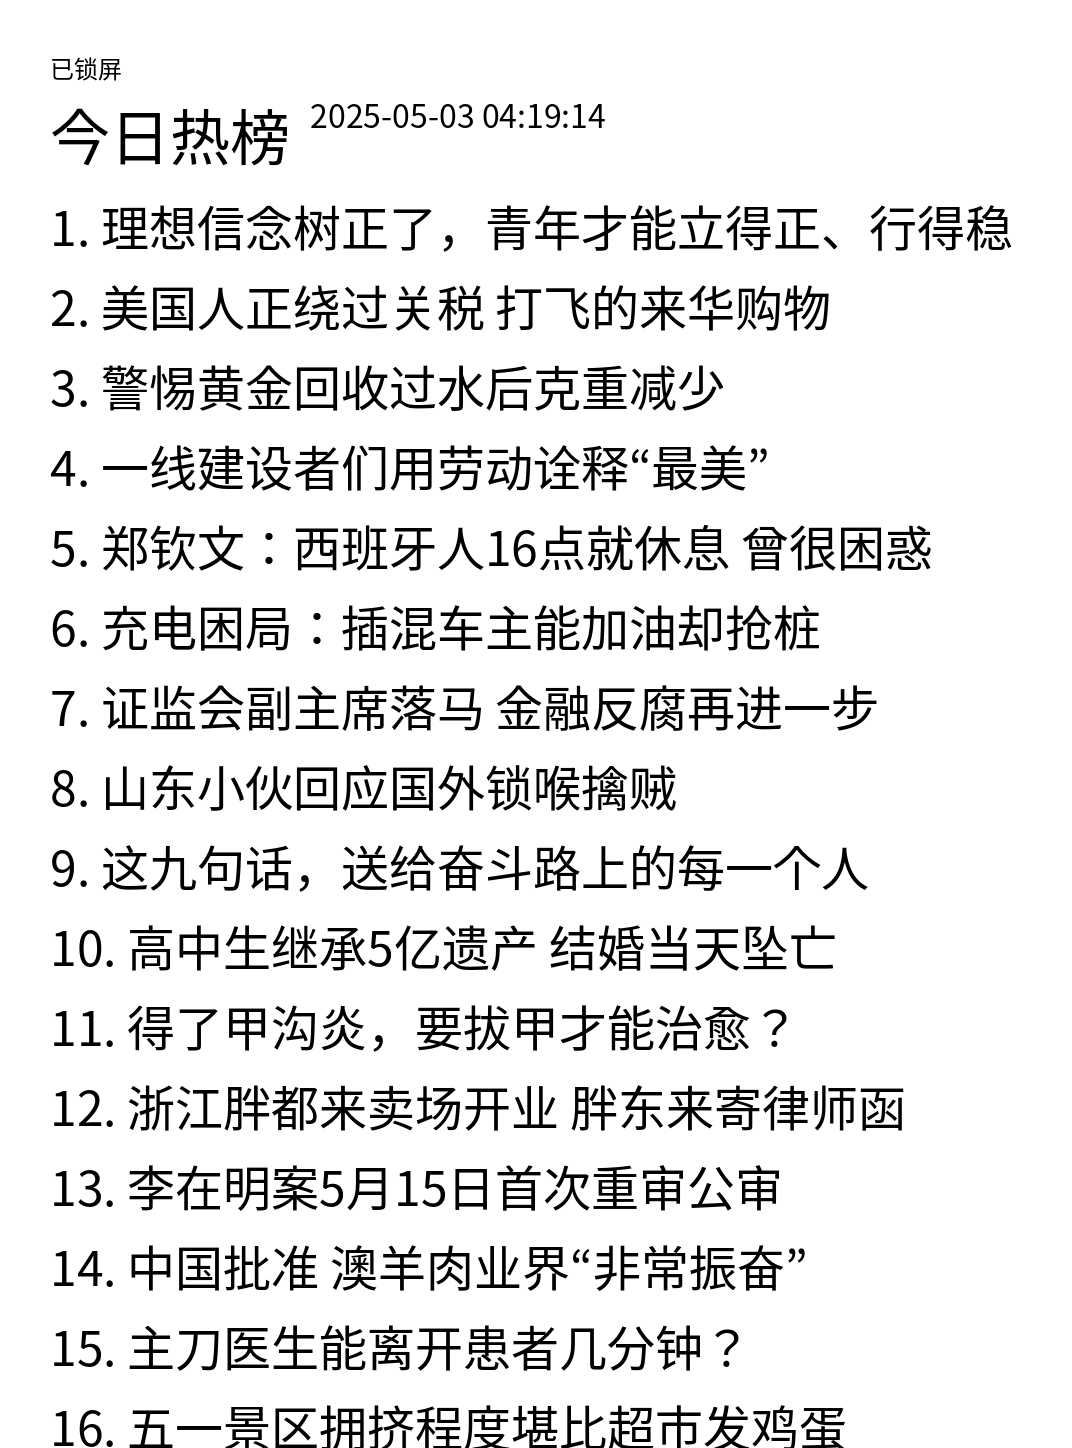 已锁屏
今日热榜 2025-05-03 04:19:14
1. 理想信念树正了，青年才能立得正、行得稳
2. 美国人正绕过关税 打飞的来华购物
3. 警惕黄金回收过水后克重减少
4. 一线建设者们用劳动诠释“最美”
5. 郑钦文：西班牙人16点就休息 曾很困惑
6. 充电困局：插混车主能加油却抢桩
7. 证监会副主席落马 金融反腐再进一步
8. 山东小伙回应国外锁喉擒贼
9. 这九句话，送给奋斗路上的每一个人
10. 高中生继承5亿遗产 结婚当天坠亡
11. 得了甲沟炎，要拔甲才能治愈？
12. 浙江胖都来卖场开业 胖东来寄律师函
13. 李在明案5月15日首次重审公审
14. 中国批准 澳羊肉业界“非常振奋”
15. 主刀医生能离开患者几分钟？
16. 五一景区拥挤程度堪比超市发鸡蛋